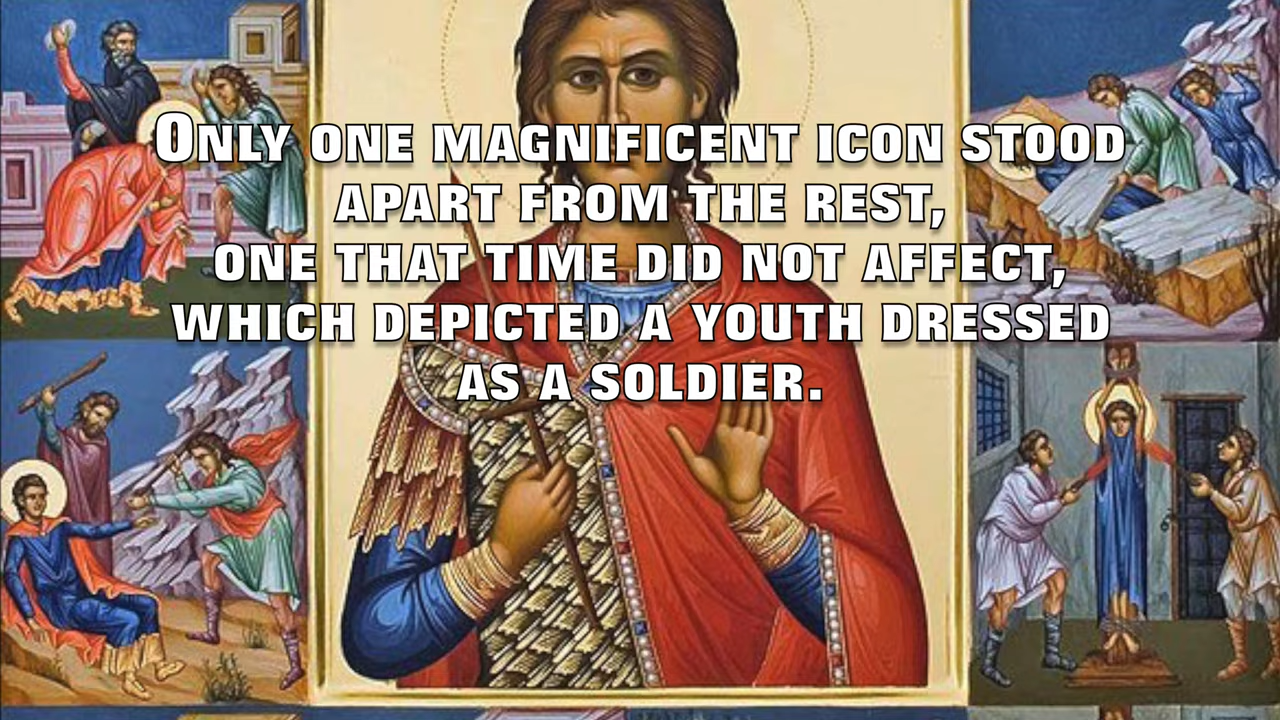 Only one magnificent icon stood
apart from the rest,
one that time did not affect,
which depicted a youth dressed
as a soldier.